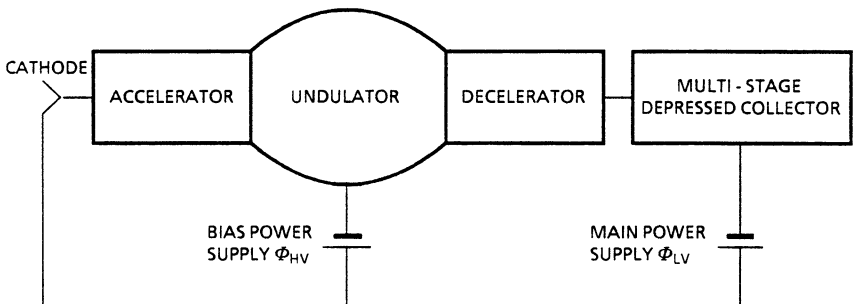 CATHODE
ACCELERATOR
UNDULATOR
DECELERATOR
MULTI - STAGE
DEPRESSED COLLECTOR
BIAS POWER
SUPPLY Φ_HV
MAIN POWER
SUPPLY Φ_LV